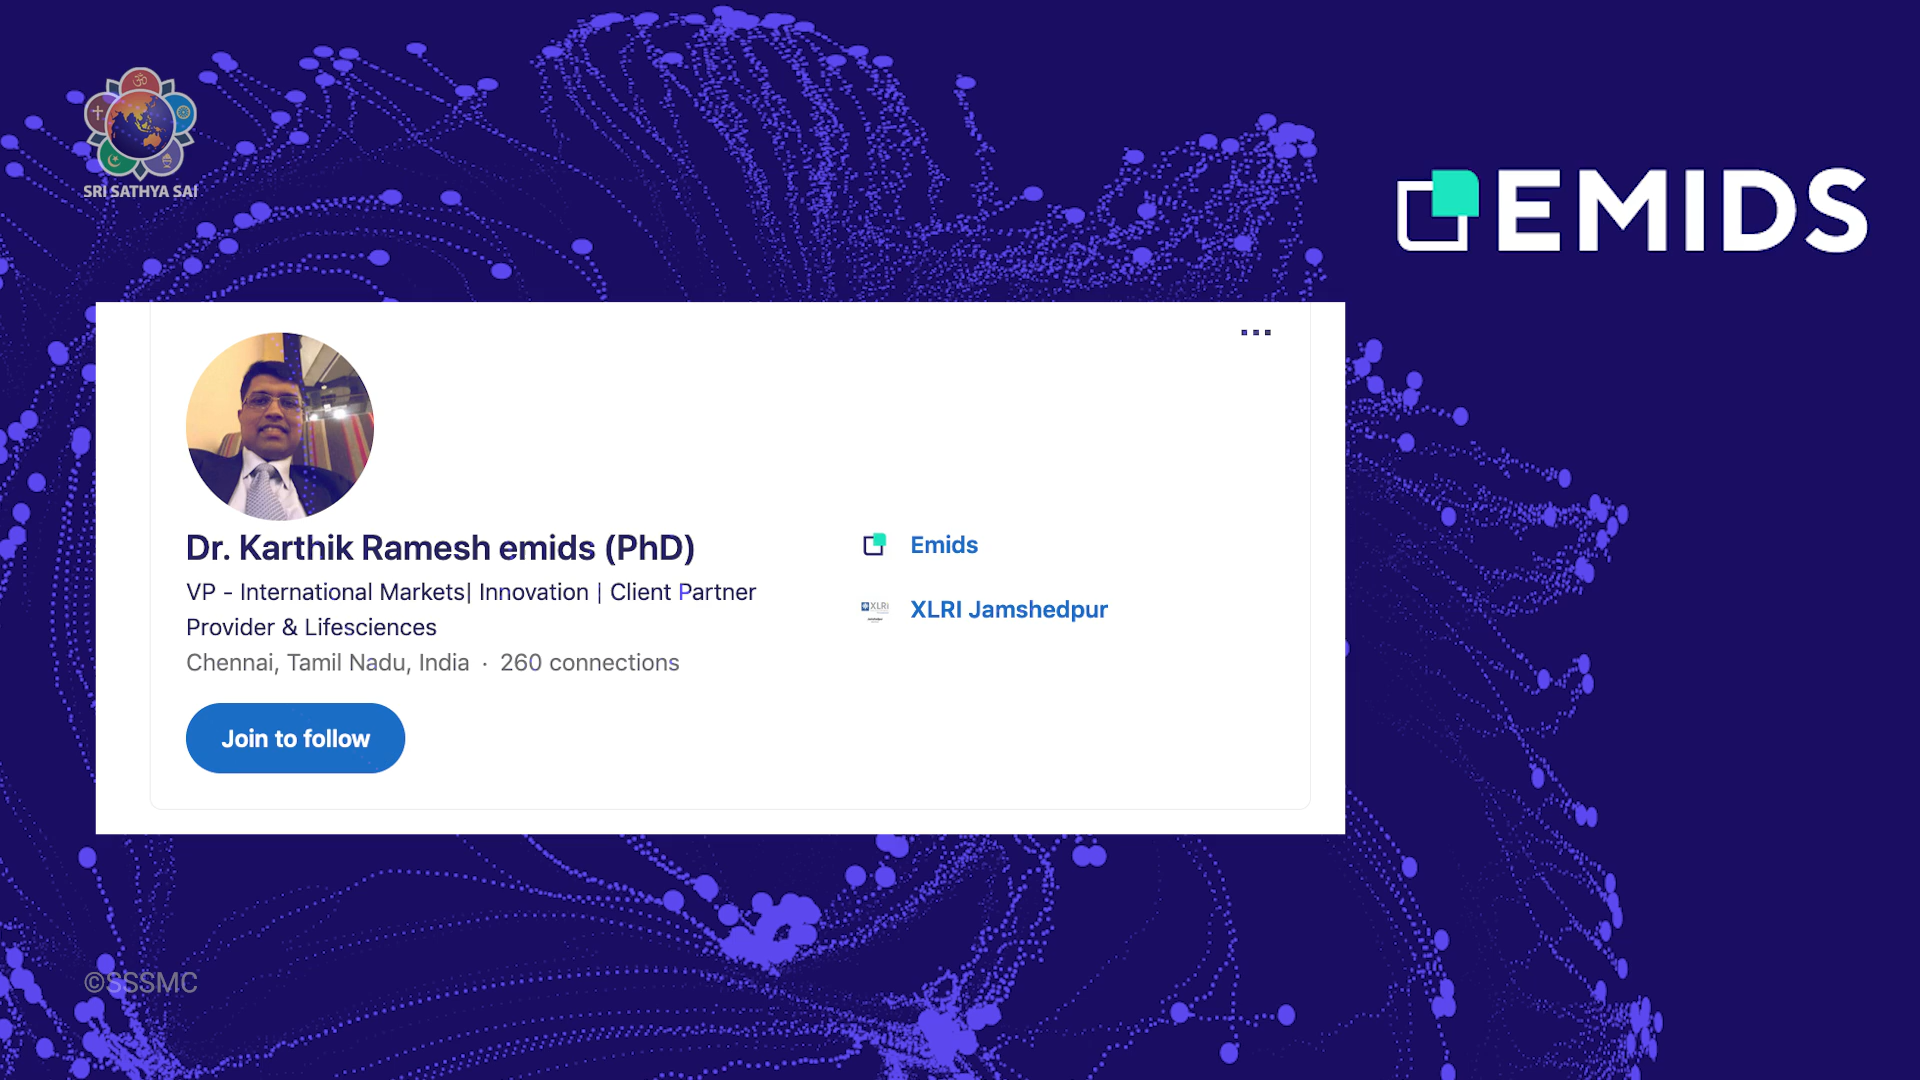 SRI SATHYA SAI
EMIDS
Dr. Karthik Ramesh emids (PhD)
VP - International Markets| Innovation | Client Partner
Provider & Lifesciences
Chennai, Tamil Nadu, India · 260 connections
Join to follow
Emids
XLRI
XLRI Jamshedpur
©SSSMC